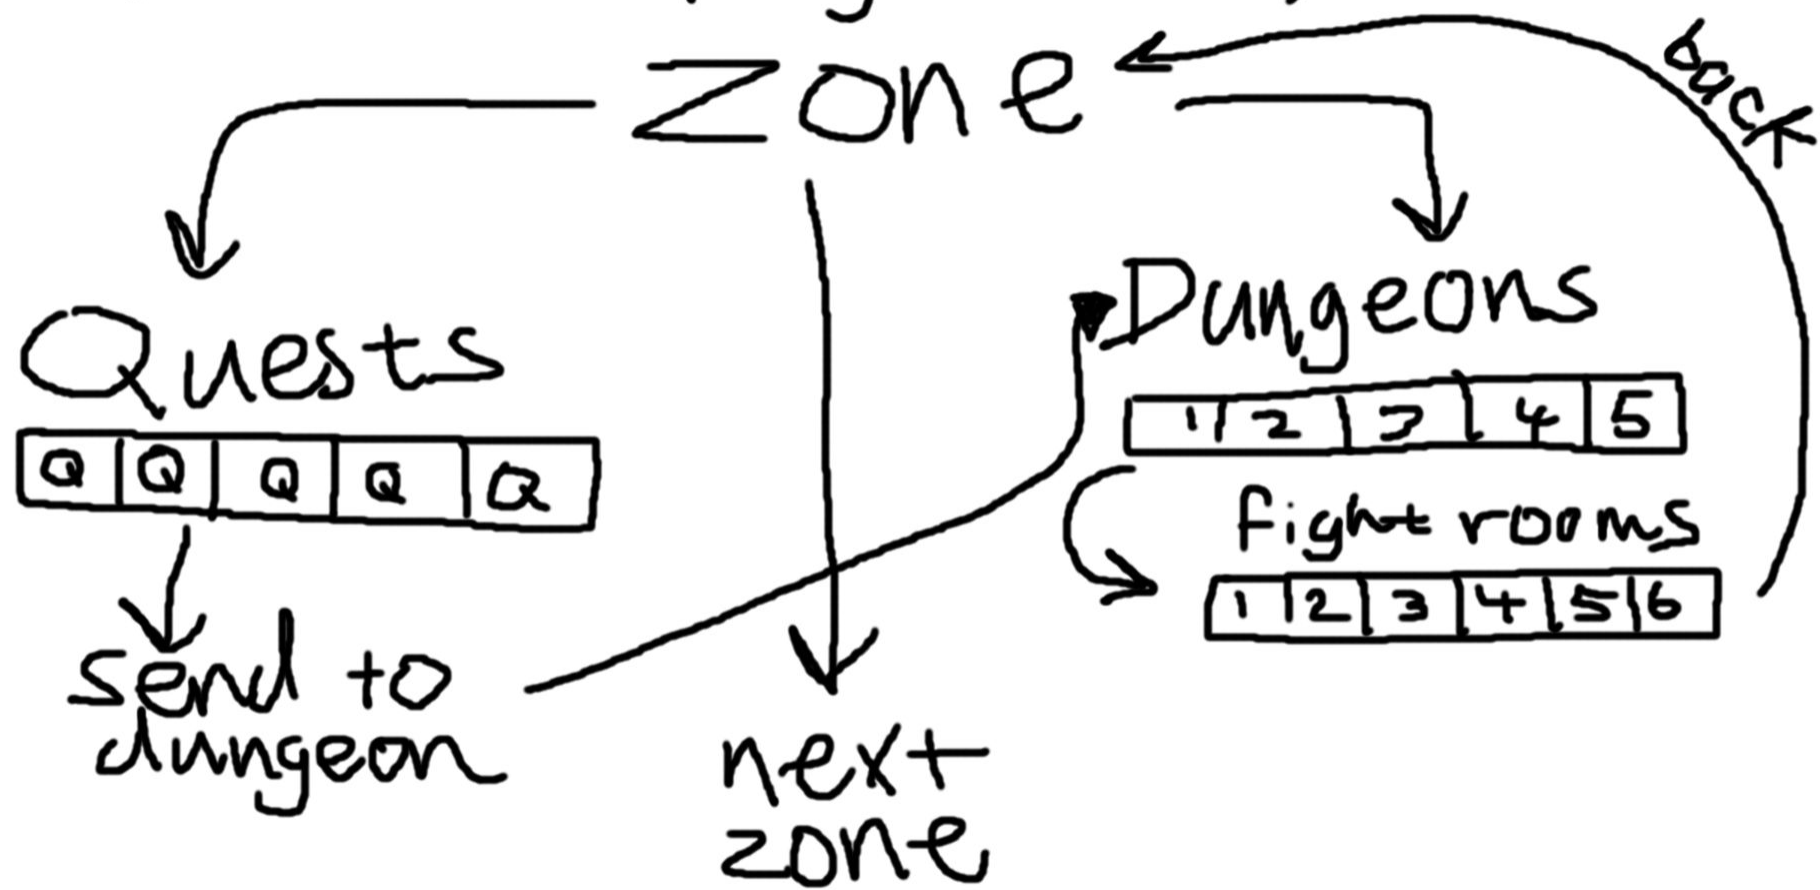 zone
back
Quests
Q Q Q Q Q
send to
dungeon
next
zone
Dungeons
1 2 3 4 5
fight rooms
1 2 3 4 5 6